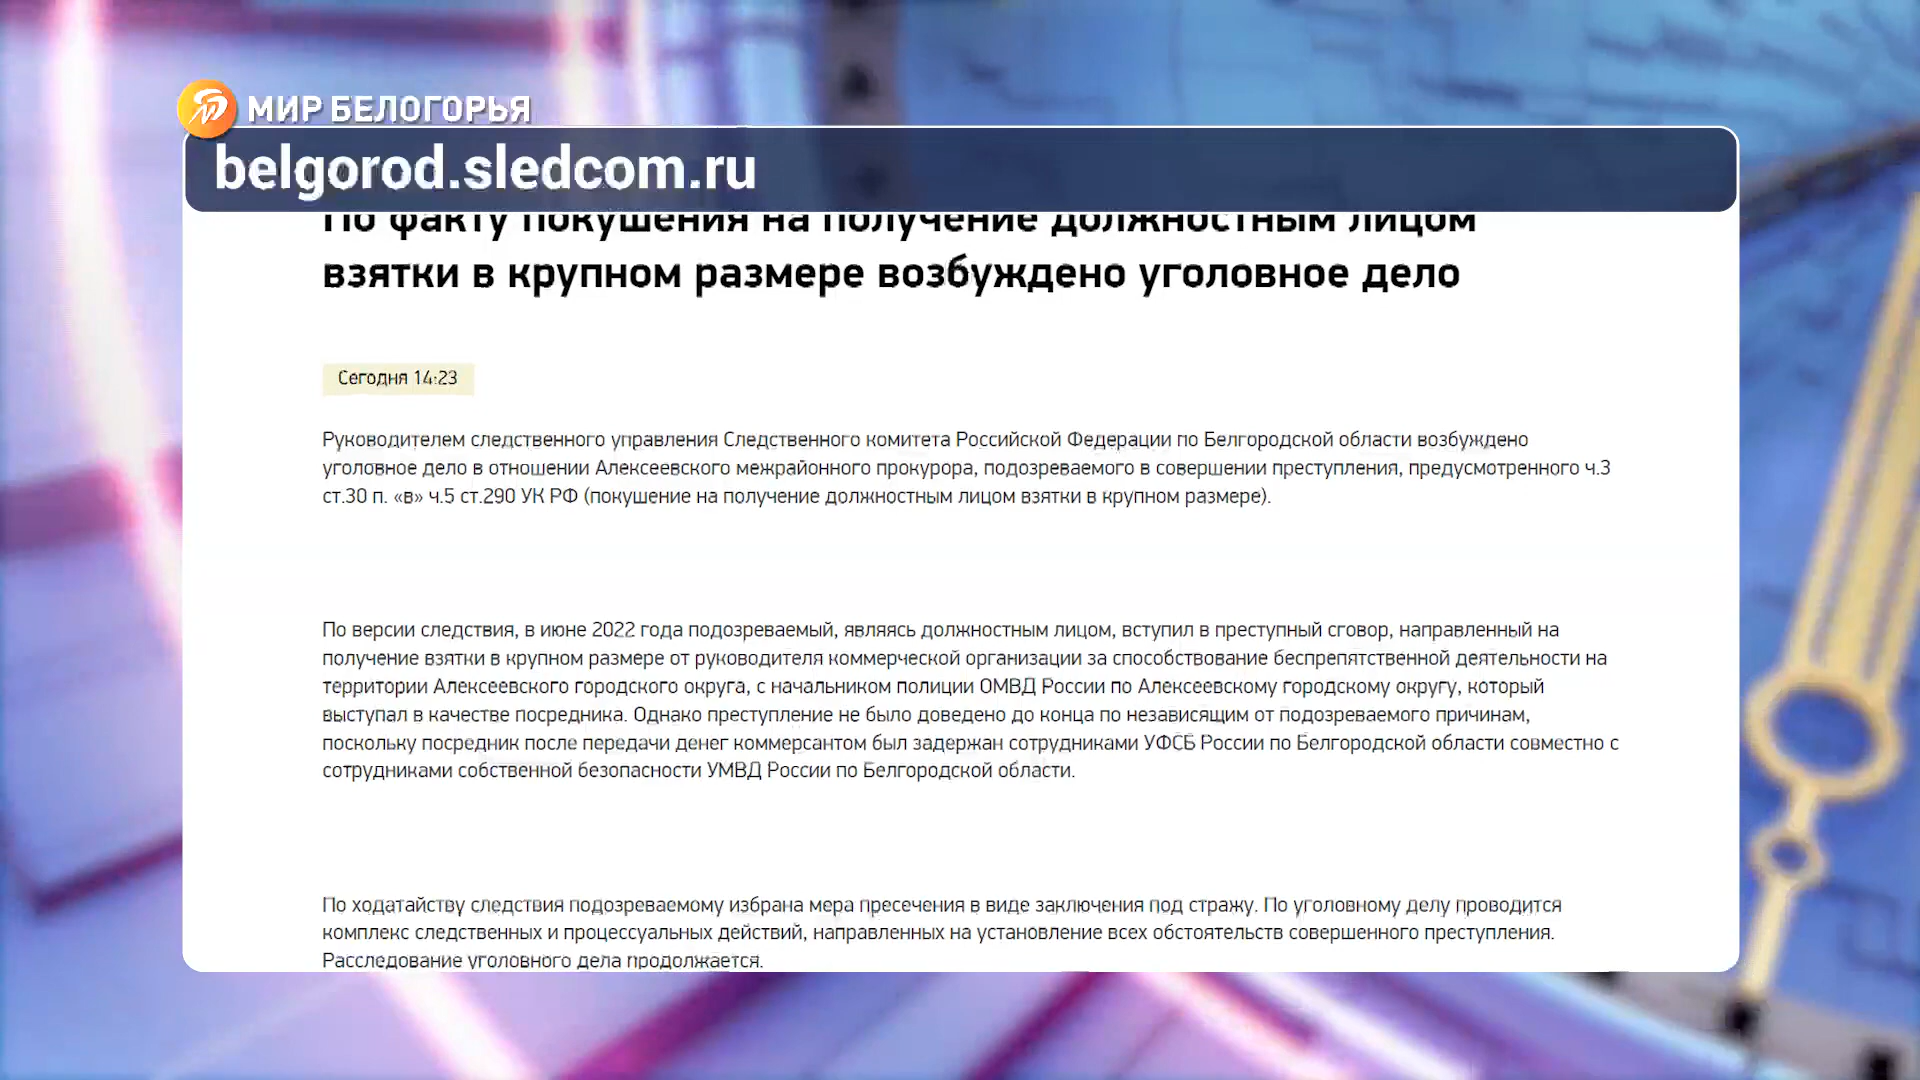 МИР БЕЛОГОРЬЯ
belgorod.sledcom.ru
По факту покушения на получение должностным лицом
взятки в крупном размере возбуждено уголовное дело
Сегодня 14:23
Руководителем следственного управления Следственного комитета Российской Федерации по Белгородской области возбуждено
уголовное дело в отношении Алексеевского межрайонного прокурора, подозреваемого в совершении преступления, предусмотренного ч.3
ст.30 п. «в» ч.5 ст.290 УК РФ (покушение на получение должностным лицом взятки в крупном размере).
По версии следствия, в июне 2022 года подозреваемый, являясь должностным лицом, вступил в преступный сговор, направленный на
получение взятки в крупном размере от руководителя коммерческой организации за способствование беспрепятственной деятельности на
территории Алексеевского городского округа, с начальником полиции ОМВД России по Алексеевскому городскому округу, который
выступал в качестве посредника. Однако преступление не было доведено до конца по независящим от подозреваемого причинам,
поскольку посредник после передачи денег коммерсантом был задержан сотрудниками УФСБ России по Белгородской области совместно с
сотрудниками собственной безопасности УМВД России по Белгородской области.
По ходатайству следствия подозреваемому избрана мера пресечения в виде заключения под стражу. По уголовному делу проводится
комплекс следственных и процессуальных действий, направленных на установление всех обстоятельств совершенного преступления.
Расследование уголовного дела продолжается.